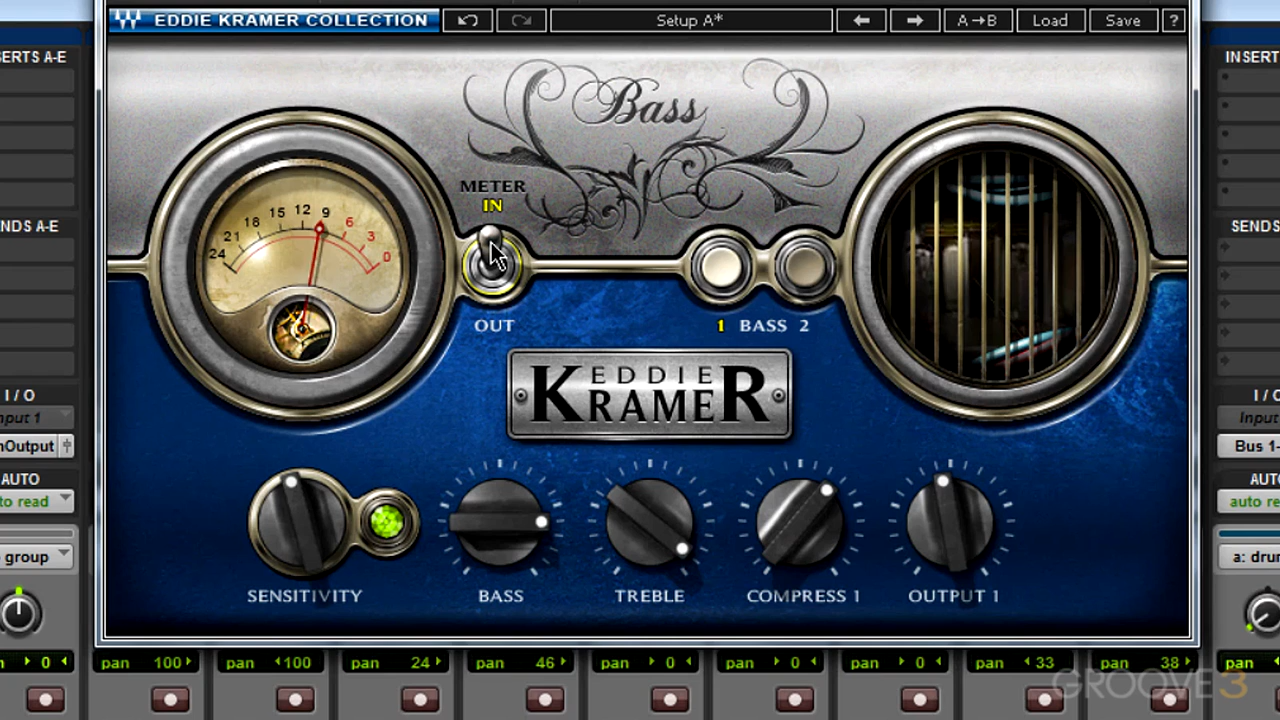 EDDIE KRAMER COLLECTION
Setup A*
A→B
Load
Save
?
ERTS A-E
INSERT
Bass
METER
IN
24 21 18 15 12 9 6 3 0
NDS A-E
SENDS
OUT
1 BASS 2
EDDIE
KRAMER
I / O
nput 1
nOutput
AUTO
to read
group
I / O
Input
Bus 1-
AUT
auto re
a: drur
SENSITIVITY
BASS
TREBLE
COMPRESS 1
OUTPUT 1
0
pan 100
pan 100
pan 24
pan 46
pan 0
pan 0
pan 0
pan 33
pan 38
pan
GROOVE3